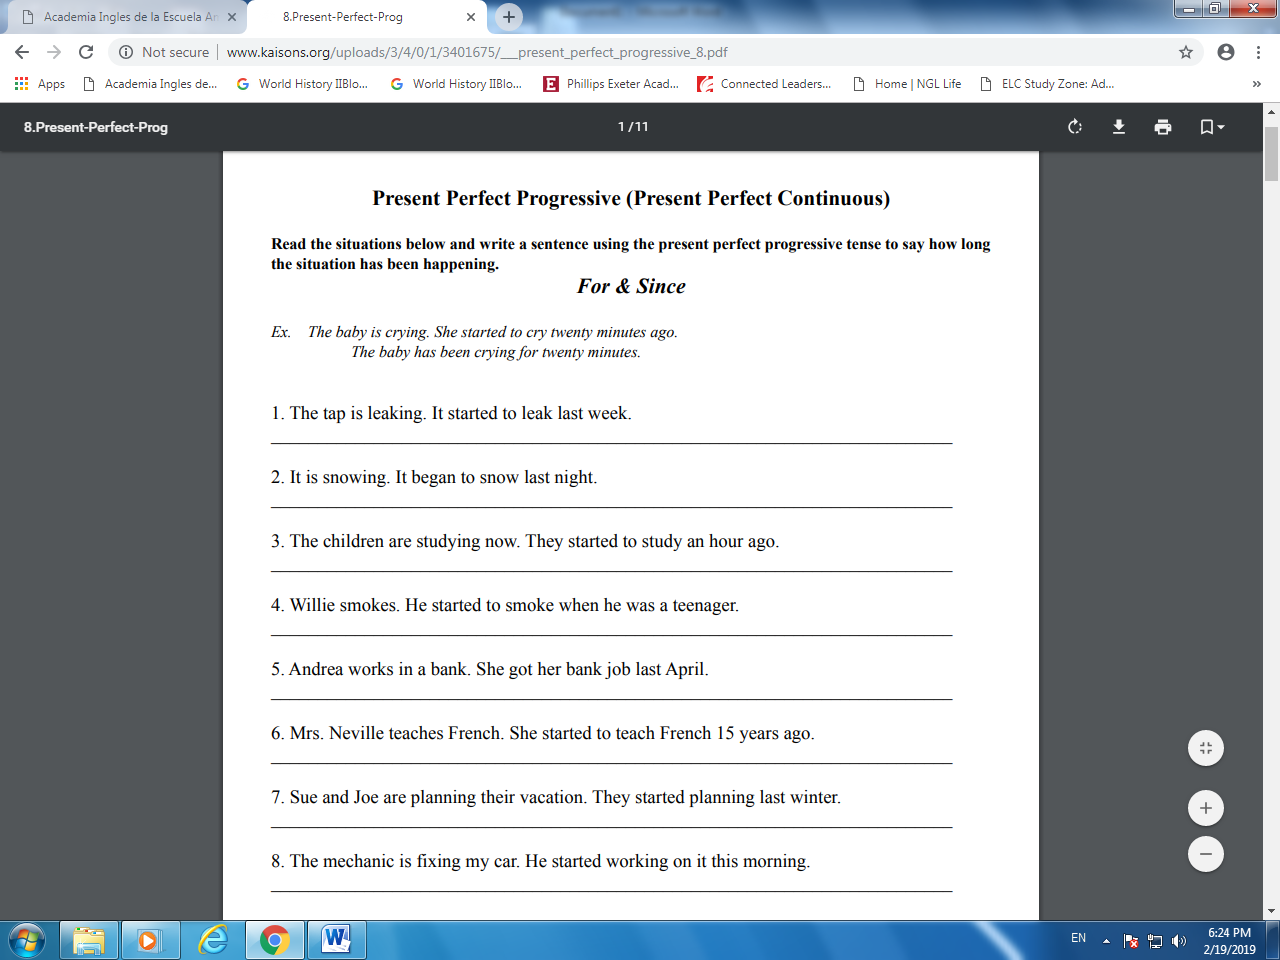 Academia Ingles de la Escuela An
8.Present-Perfect-Prog
Not secure
www.kaisons.org/uploads/3/4/0/1/3401675/___present_perfect_progressive_8.pdf
Apps
Academia Ingles de...
World History IIBlo...
World History IIBlo...
Phillips Exeter Acad...
Connected Leaders...
Home | NGL Life
ELC Study Zone: Ad...
»
8.Present-Perfect-Prog
1 / 11
Present Perfect Progressive (Present Perfect Continuous)
Read the situations below and write a sentence using the present perfect progressive tense to say how long
the situation has been happening.
For & Since
Ex. The baby is crying. She started to cry twenty minutes ago.
The baby has been crying for twenty minutes.
1. The tap is leaking. It started to leak last week.
2. It is snowing. It began to snow last night.
3. The children are studying now. They started to study an hour ago.
4. Willie smokes. He started to smoke when he was a teenager.
5. Andrea works in a bank. She got her bank job last April.
6. Mrs. Neville teaches French. She started to teach French 15 years ago.
7. Sue and Joe are planning their vacation. They started planning last winter.
8. The mechanic is fixing my car. He started working on it this morning.
EN
6:24 PM
2/19/2019